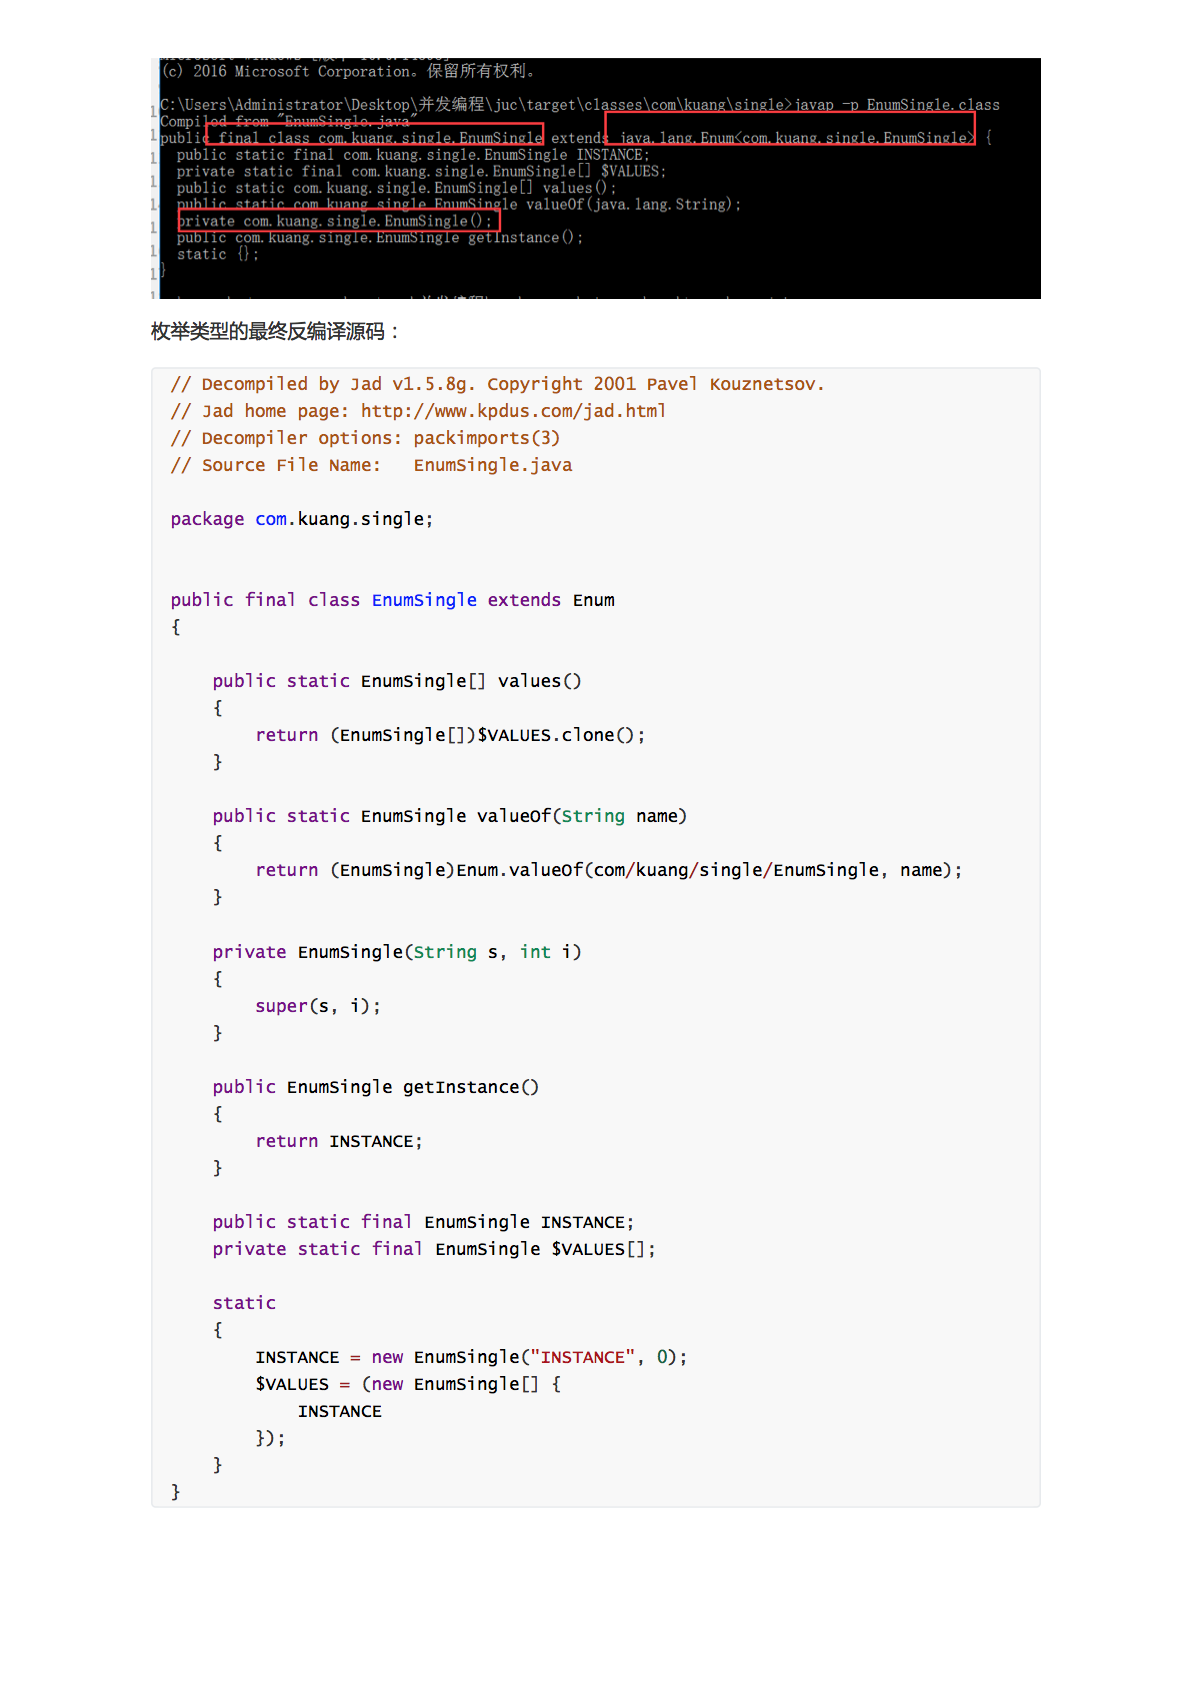 (c) 2016 Microsoft Corporation。保留所有权利。
C:\Users\Administrator\Desktop\并发编程\juc\target\classes\com\kuang\single>javap -p EnumSingle.class
Compiled from "EnumSingle.java"
public final class com.kuang.single.EnumSingle extends java.lang.Enum<com.kuang.single.EnumSingle> {
  public static final com.kuang.single.EnumSingle INSTANCE;
  private static final com.kuang.single.EnumSingle[] $VALUES;
  public static com.kuang.single.EnumSingle[] values();
  public static com.kuang.single.EnumSingle valueOf(java.lang.String);
  private com.kuang.single.EnumSingle();
  public com.kuang.single.EnumSingle getInstance();
  static {};
}
枚举类型的最终反编译源码：
// Decompiled by Jad v1.5.8g. Copyright 2001 Pavel Kouznetsov.
// Jad home page: http://www.kpdus.com/jad.html
// Decompiler options: packimports(3)
// Source File Name:   EnumSingle.java
package com.kuang.single;
public final class EnumSingle extends Enum
{
    public static EnumSingle[] values()
    {
        return (EnumSingle[])$VALUES.clone();
    }
    public static EnumSingle valueOf(String name)
    {
        return (EnumSingle)Enum.valueOf(com/kuang/single/EnumSingle, name);
    }
    private EnumSingle(String s, int i)
    {
        super(s, i);
    }
    public EnumSingle getInstance()
    {
        return INSTANCE;
    }
    public static final EnumSingle INSTANCE;
    private static final EnumSingle $VALUES[];
    static
    {
        INSTANCE = new EnumSingle("INSTANCE", 0);
        $VALUES = (new EnumSingle[] {
            INSTANCE
        });
    }
}